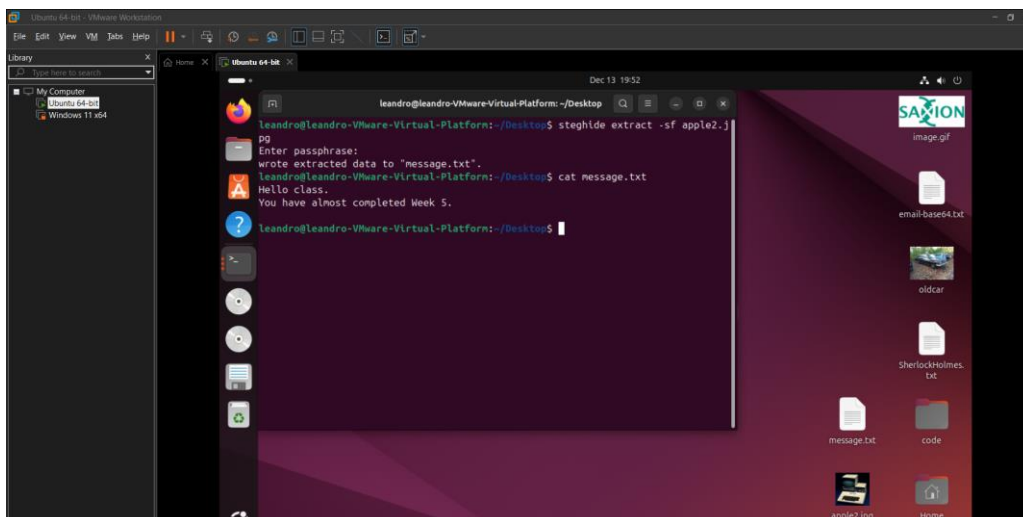 Ubuntu 64-bit - VMware Workstation
File Edit View VM Tabs Help
Library
Type here to search
My Computer
Ubuntu 64-bit
Windows 11 x64
Home
Ubuntu 64-bit
Dec 13 19:52
leandro@leandro-VMware-Virtual-Platform: ~/Desktop
leandro@leandro-VMware-Virtual-Platform:~/Desktop$ steghide extract -sf apple2.j
pg
Enter passphrase:
wrote extracted data to "message.txt".
leandro@leandro-VMware-Virtual-Platform:~/Desktop$ cat message.txt
Hello class.
You have almost completed Week 5.
leandro@leandro-VMware-Virtual-Platform:~/Desktop$
SAXION
image.gif
email-base64.txt
oldcar
SherlockHolmes.
txt
message.txt
code
apple2.jpg
Home